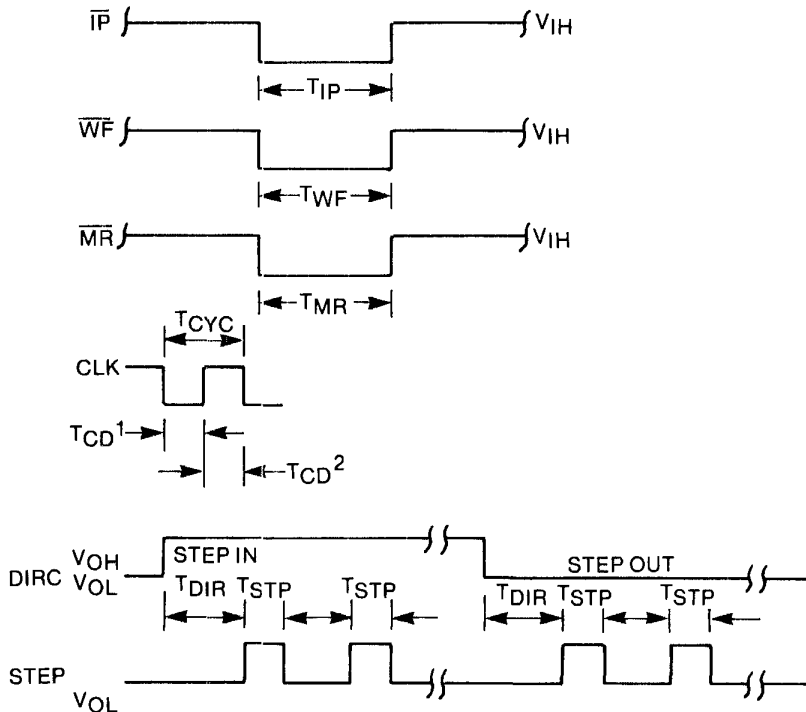 IP VIH
TIP
WF VIH
TWF
MR VIH
TMR
TCYC
CLK
TCD1
TCD2
VOH STEP IN
DIRC VOL STEP OUT
TDIR TSTP TSTP TDIR TSTP TSTP
STEP
VOL